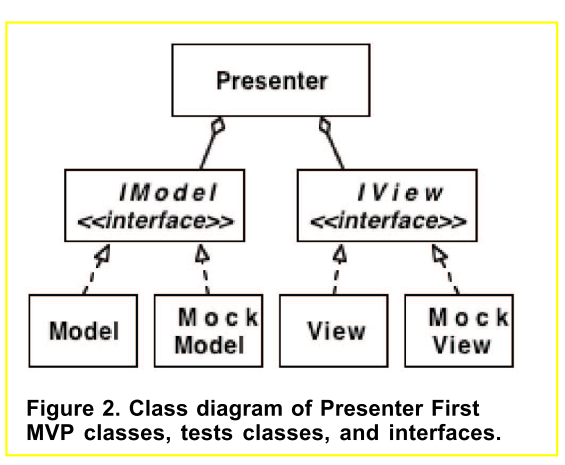 Presenter
IModel
<<interface>>
IView
<<interface>>
Model
Mock
Model
View
Mock
View
Figure 2. Class diagram of Presenter First
MVP classes, tests classes, and interfaces.